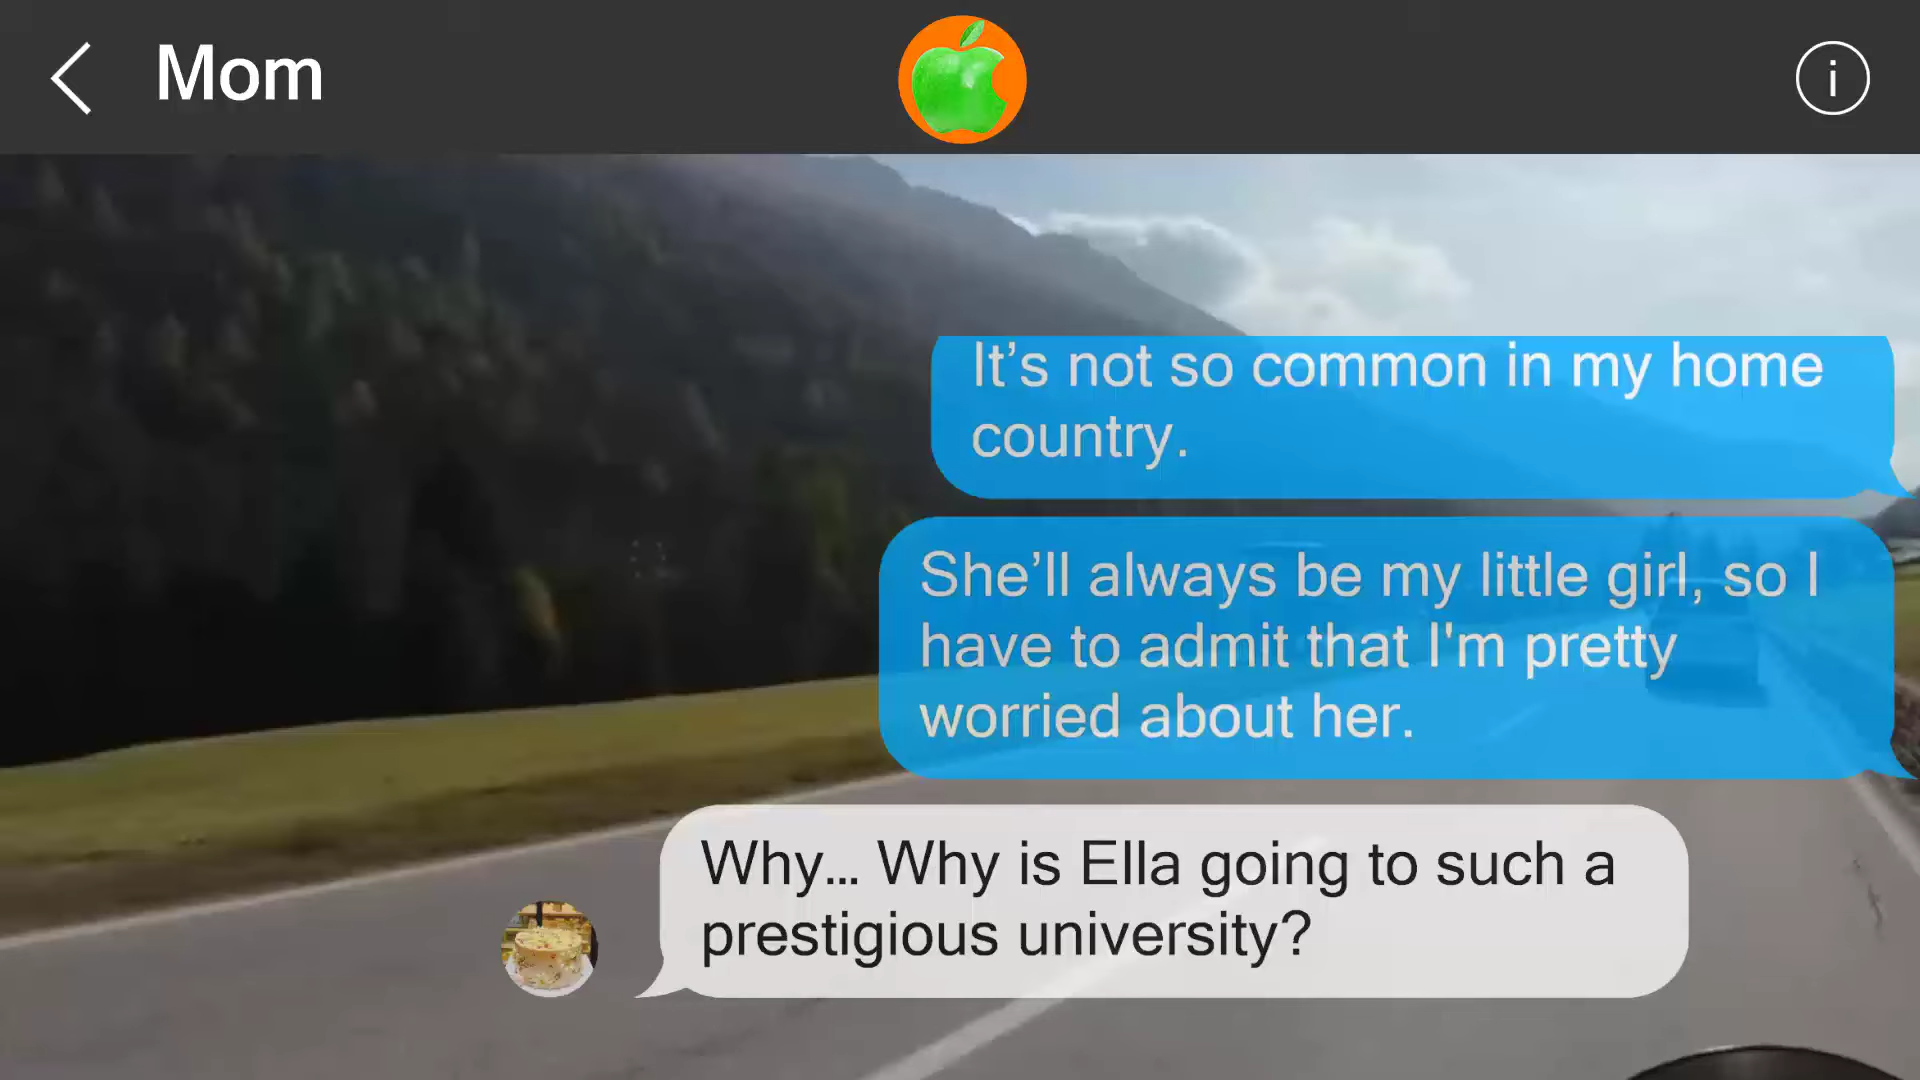 Mom
i
It’s not so common in my home
country.
She’ll always be my little girl, so I
have to admit that I'm pretty
worried about her.
Why... Why is Ella going to such a
prestigious university?